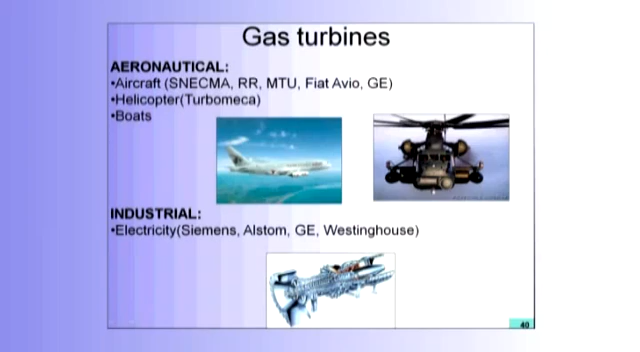 Gas turbines
AERONAUTICAL:
•Aircraft (SNECMA, RR, MTU, Fiat Avio, GE)
•Helicopter(Turbomeca)
•Boats
INDUSTRIAL:
•Electricity(Siemens, Alstom, GE, Westinghouse)
40